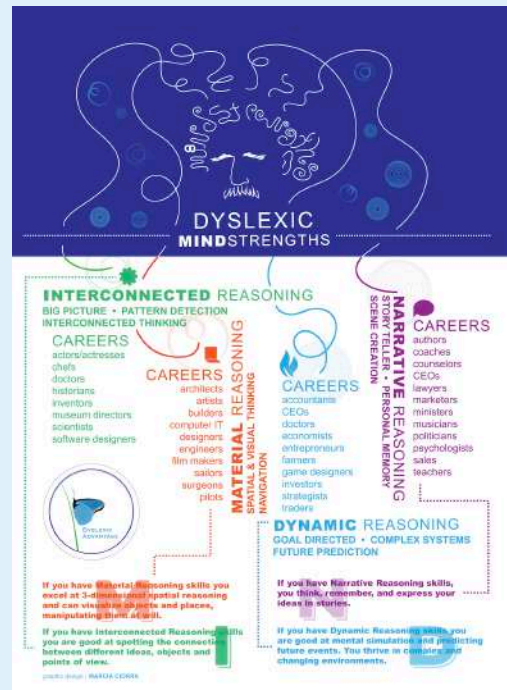 mindstrengths
DYSLEXIC
MINDSTRENGTHS
INTERCONNECTED REASONING
BIG PICTURE • PATTERN DETECTION
INTERCONNECTED THINKING
CAREERS
actors/actresses
chefs
doctors
historians
inventors
museum directors
scientists
software designers
CAREERS
architects
artists
builders
computer IT
designers
engineers
film makers
sailors
surgeons
pilots
MATERIAL REASONING
SPATIAL & VISUAL THINKING
NAVIGATION
CAREERS
accountants
CEOs
doctors
economists
entrepreneurs
farmers
game designers
investors
strategists
traders
DYNAMIC REASONING
GOAL DIRECTED • COMPLEX SYSTEMS
FUTURE PREDICTION
NARRATIVE REASONING
STORY TELLER • PERSONAL MEMORY
SCENE CREATION
CAREERS
authors
coaches
counselors
CEOs
lawyers
marketers
ministers
musicians
politicians
psychologists
sales
teachers
DYSLEXIC
ADVANTAGE
M
If you have Material Reasoning skills you
excel at 3-dimensional spatial reasoning
and can visualize objects and places,
manipulating them at will.
I
If you have Interconnected Reasoning skills
you are good at spotting the connection
between different ideas, objects and
points of view.
N
If you have Narrative Reasoning skills,
you think, remember, and express your
ideas in stories.
D
If you have Dynamic Reasoning skills you
are good at mental simulation and predicting
future events. You thrive in complex and
changing environments.
graphic design :